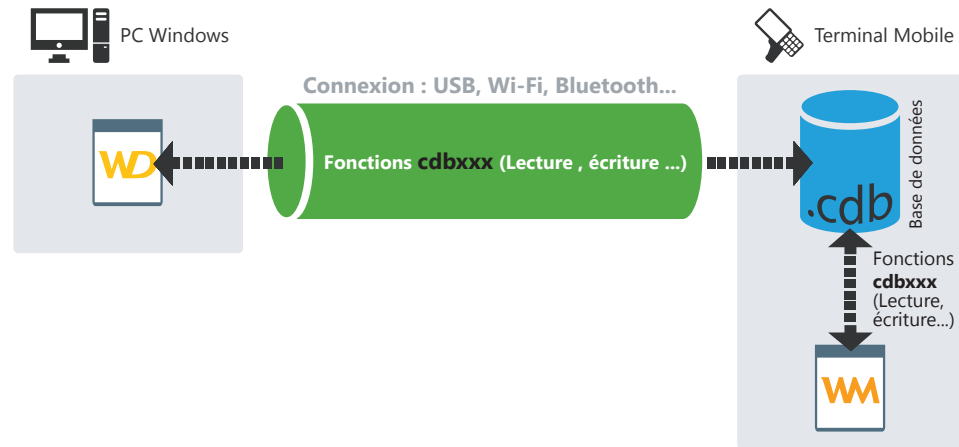 PC Windows
Terminal Mobile
Connexion : USB, Wi-Fi, Bluetooth...
WD
Fonctions cdbxxx (Lecture , écriture ...)
.cdb
Base de données
Fonctions
cdbxxx
(Lecture,
écriture...)
WM